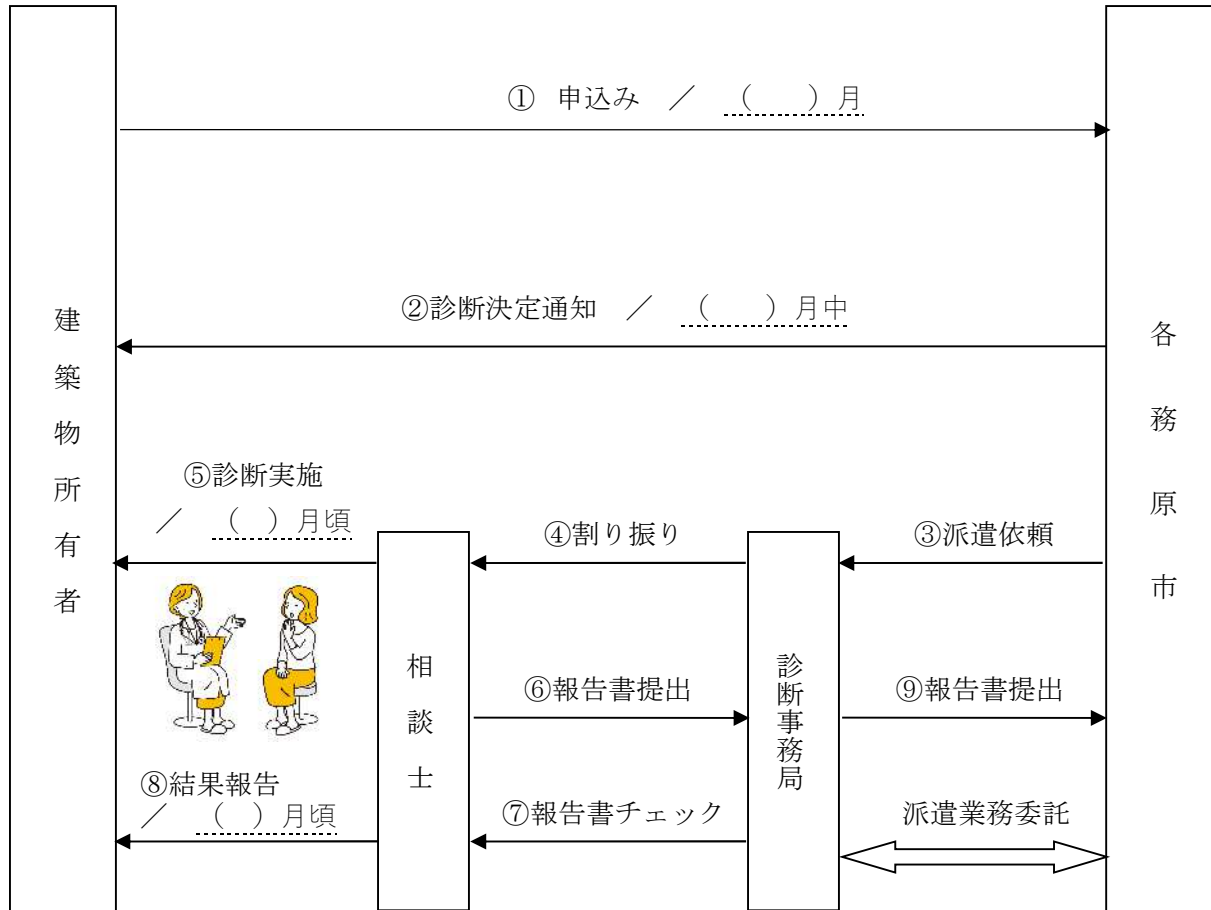 ① 申込み ／ （　　）月
②診断決定通知 ／ （　　）月中
建築物所有者
各務原市
⑤診断実施
／ （　）月頃
④割り振り
③派遣依頼
相談士
診断事務局
⑥報告書提出
⑨報告書提出
⑧結果報告
／ （　）月頃
⑦報告書チェック
派遣業務委託